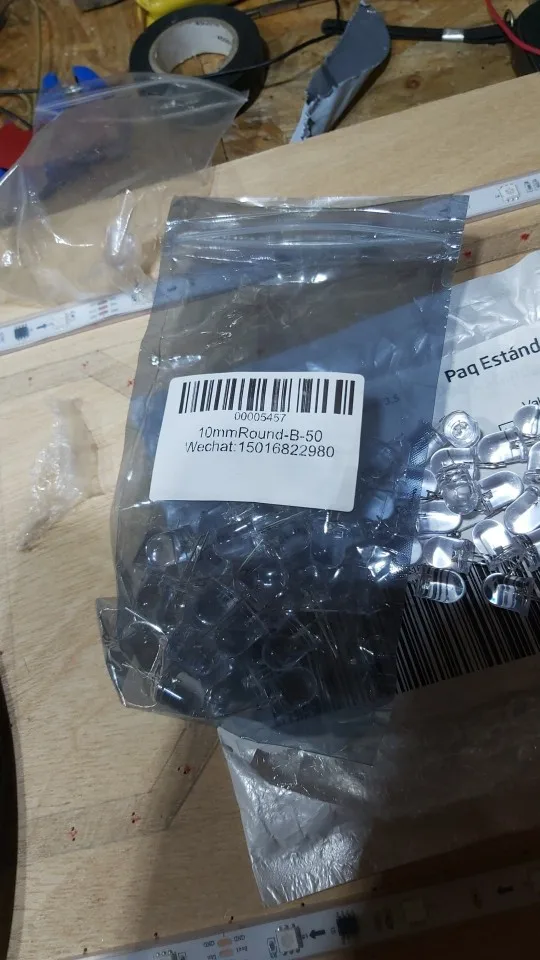 Paq Estánd
00005457
10mmRound-B-50
Wechat:15016822980